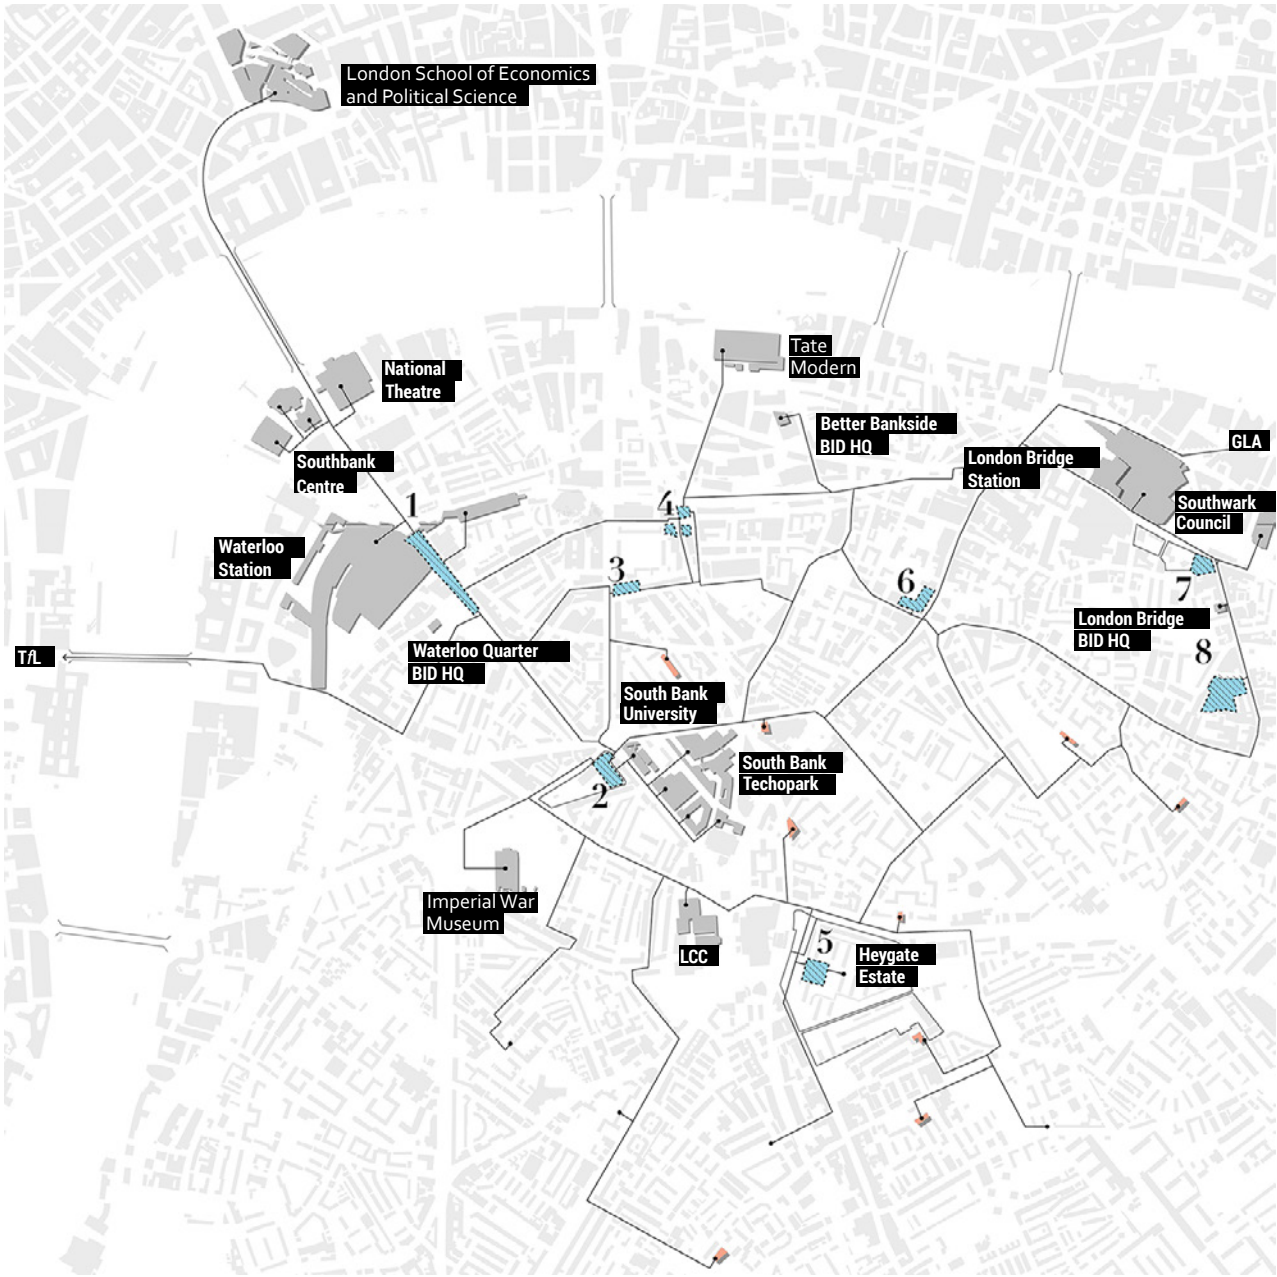 London School of Economics
and Political Science
National
Theatre
Tate
Modern
Better Bankside
BID HQ
GLA
London Bridge
Station
Southbank
Centre
Southwark
Council
1
4
Waterloo
Station
3
6
7
London Bridge
BID HQ
Waterloo Quarter
BID HQ
8
TfL
South Bank
University
South Bank
Techopark
2
Imperial War
Museum
LCC
5
Heygate
Estate